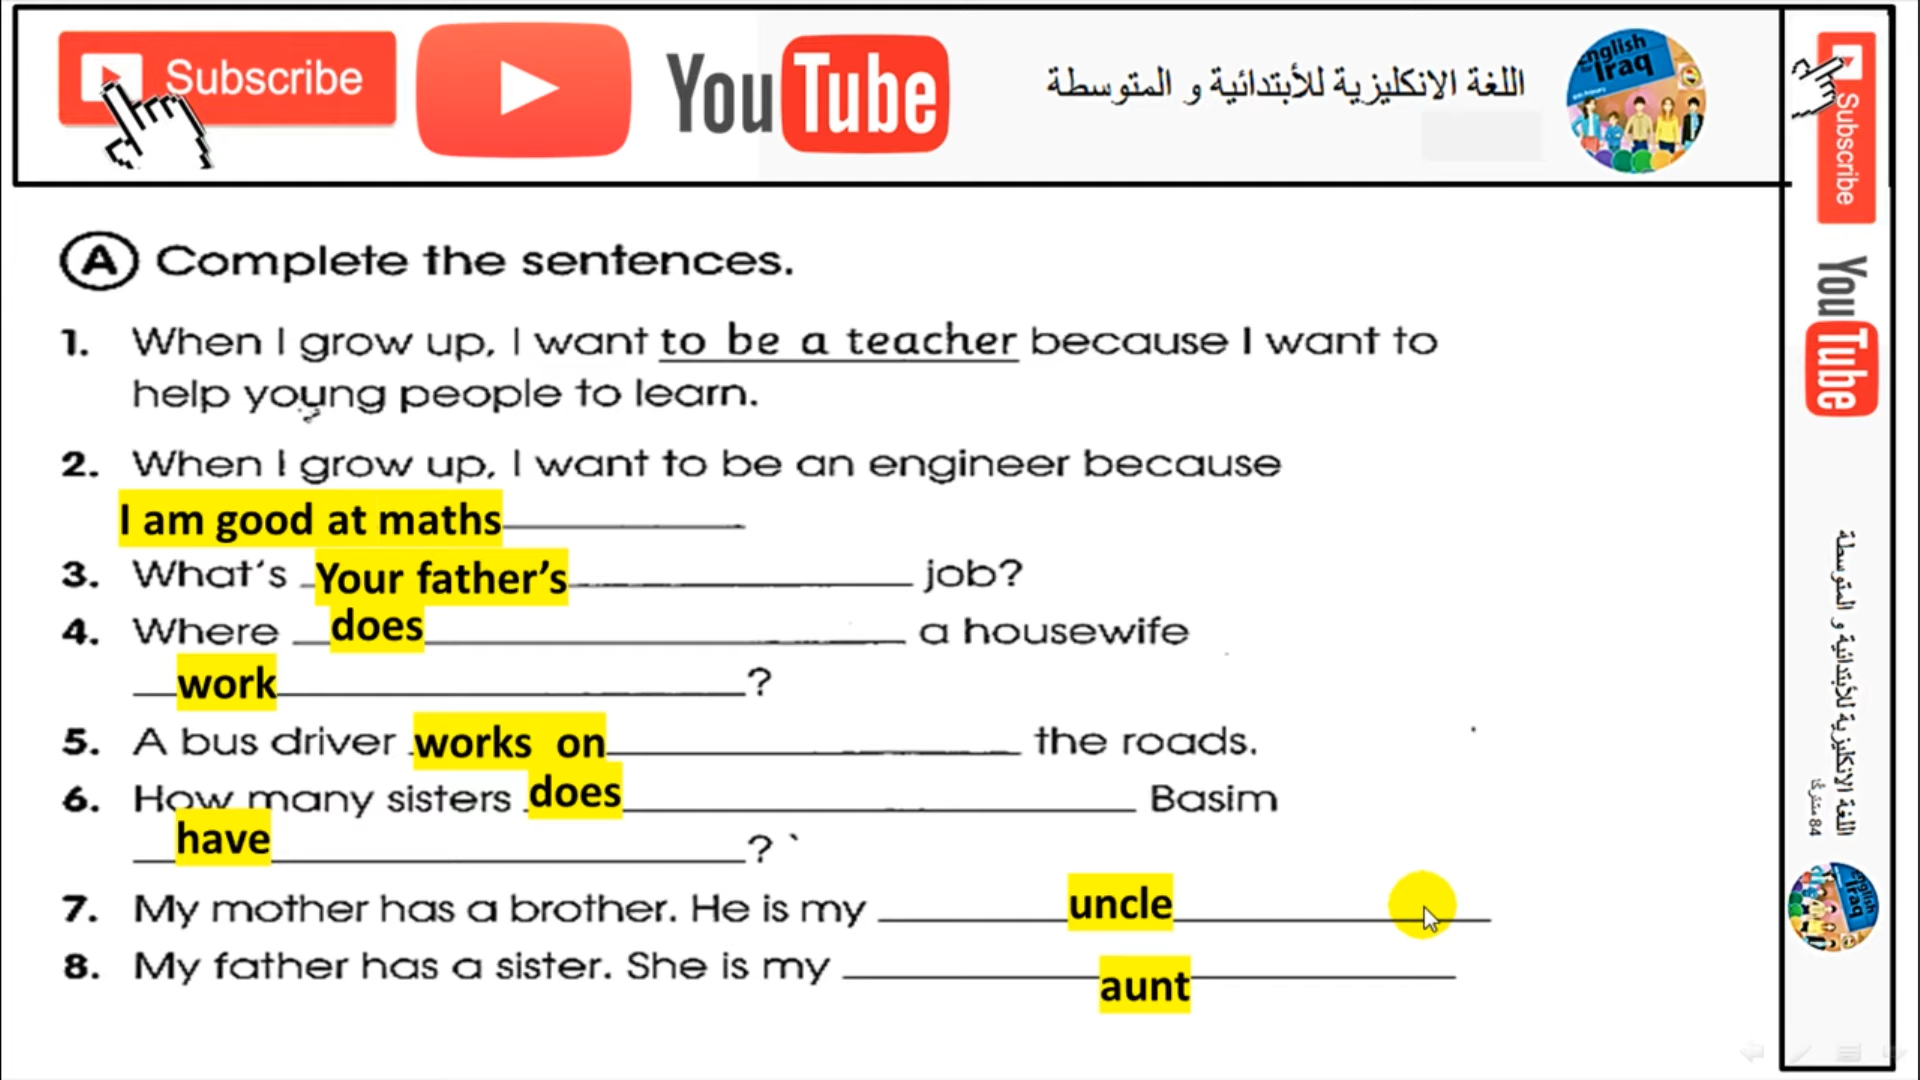 Subscribe
YouTube
اللغة الانكليزية للأبتدائية و المتوسطة
English
Iraq
A Complete the sentences.
1. When I grow up, I want to be a teacher because I want to
help young people to learn.
2. When I grow up, I want to be an engineer because
I am good at maths
3. What's Your father's job?
4. Where does a housewife
work ?
5. A bus driver works on the roads.
6. How many sisters does Basim
have ?
7. My mother has a brother. He is my uncle
8. My father has a sister. She is my aunt
Subscribe
YouTube
اللغة الانكليزية للأبتدائية و المتوسطة
84 مشترك
English
Iraq